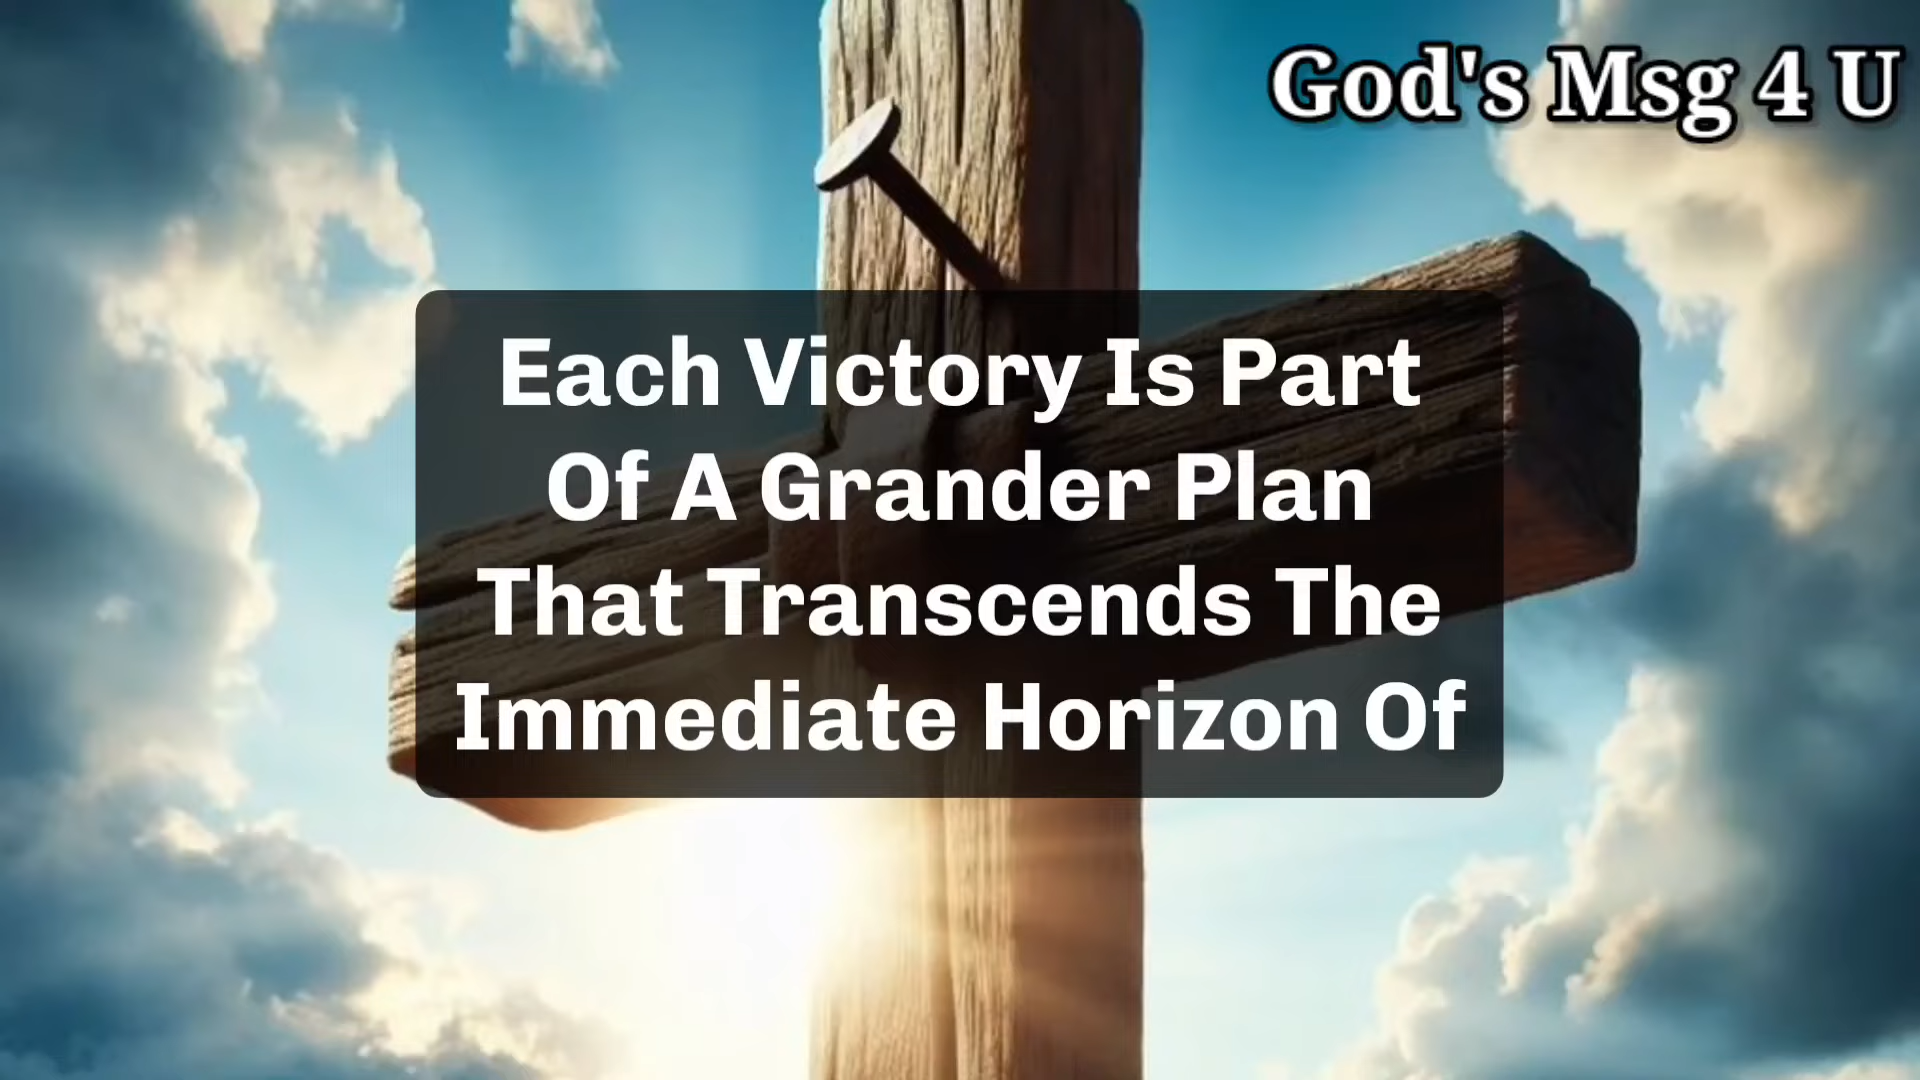 God's Msg 4 U
Each Victory Is Part
Of A Grander Plan
That Transcends The
Immediate Horizon Of